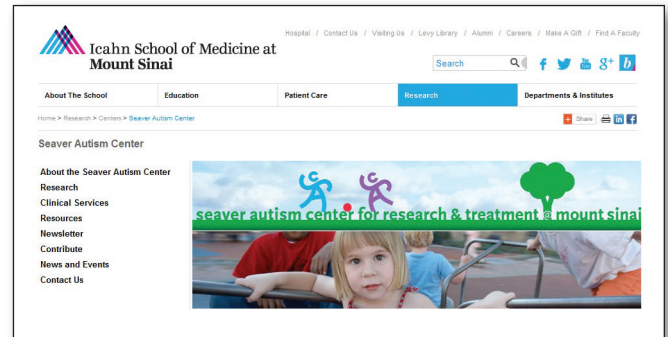 Icahn School of Medicine at
Mount Sinai
Hospital / Contact Us / Visiting Us / Levy Library / Alumni / Careers / Make A Gift / Find A Faculty
Search
f You Tube g+ b
About The School Education Patient Care Research Departments & Institutes
Home > Research > Centers > Seaver Autism Center
+ Share in f
Seaver Autism Center
About the Seaver Autism Center
Research
Clinical Services
Resources
Newsletter
Contribute
News and Events
Contact Us
seaver autism center for research & treatment @ mount sinai